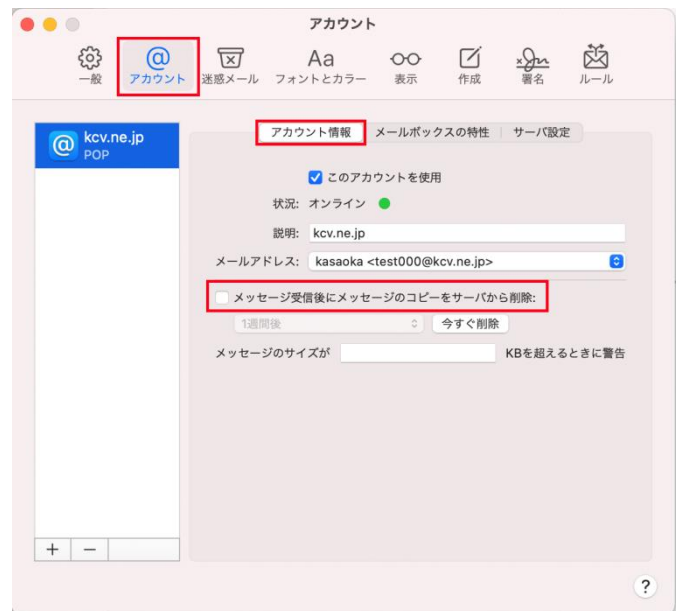 アカウント
一般 アカウント 迷惑メール フォントとカラー 表示 作成 署名 ルール
kcv.ne.jp
POP
アカウント情報 メールボックスの特性 サーバ設定
このアカウントを使用
状況: オンライン
説明: kcv.ne.jp
メールアドレス: kasaoka <test000@kcv.ne.jp>
メッセージ受信後にメッセージのコピーをサーバから削除:
1週間後 今すぐ削除
メッセージのサイズが KBを超えるときに警告
+ −
?